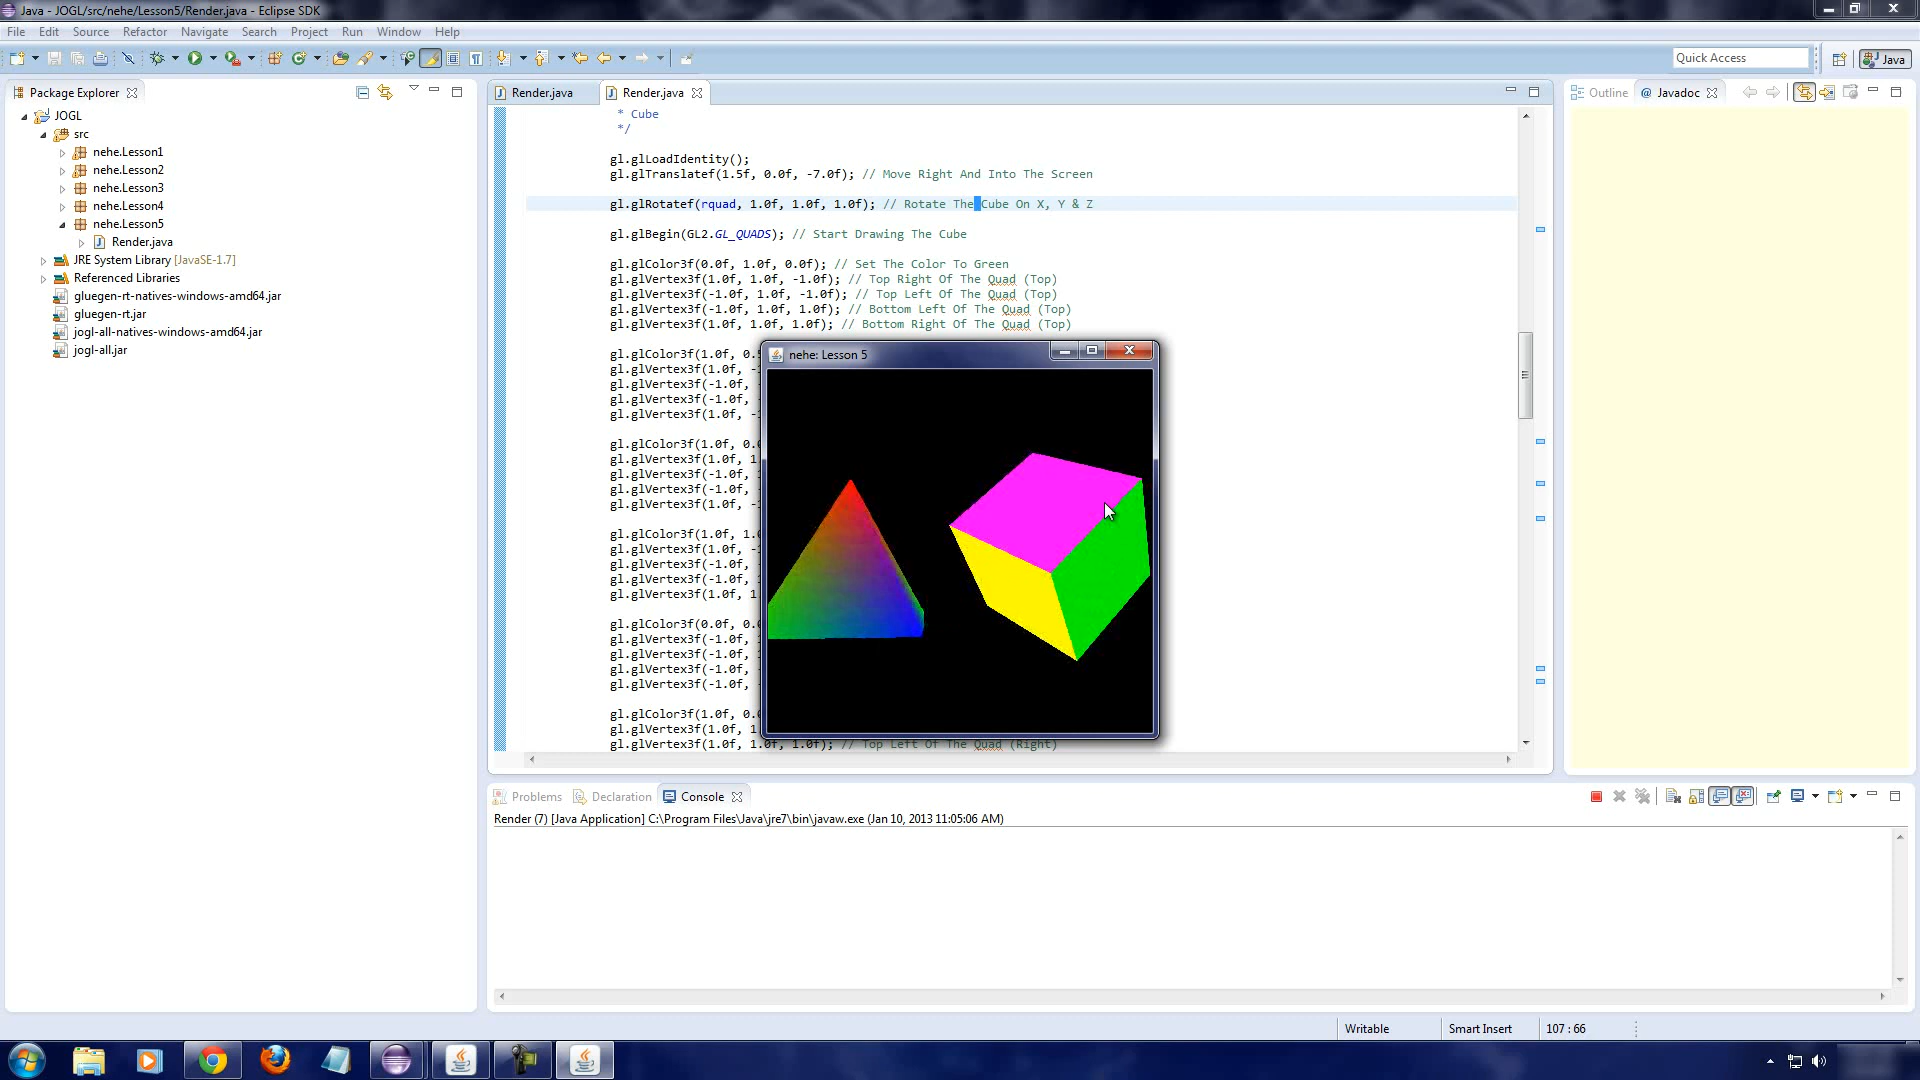 Java - JOGL/src/nehe/Lesson5/Render.java - Eclipse SDK
File Edit Source Refactor Navigate Search Project Run Window Help
Quick Access
Java
Package Explorer
JOGL
src
nehe.Lesson1
nehe.Lesson2
nehe.Lesson3
nehe.Lesson4
nehe.Lesson5
Render.java
JRE System Library [JavaSE-1.7]
Referenced Libraries
gluegen-rt-natives-windows-amd64.jar
gluegen-rt.jar
jogl-all-natives-windows-amd64.jar
jogl-all.jar
Render.java Render.java
* Cube
*/
gl.glLoadIdentity();
gl.glTranslatef(1.5f, 0.0f, -7.0f); // Move Right And Into The Screen
gl.glRotatef(rquad, 1.0f, 1.0f, 1.0f); // Rotate The Cube On X, Y & Z
gl.glBegin(GL2.GL_QUADS); // Start Drawing The Cube
gl.glColor3f(0.0f, 1.0f, 0.0f); // Set The Color To Green
gl.glVertex3f(1.0f, 1.0f, -1.0f); // Top Right Of The Quad (Top)
gl.glVertex3f(-1.0f, 1.0f, -1.0f); // Top Left Of The Quad (Top)
gl.glVertex3f(-1.0f, 1.0f, 1.0f); // Bottom Left Of The Quad (Top)
gl.glVertex3f(1.0f, 1.0f, 1.0f); // Bottom Right Of The Quad (Top)
gl.glColor3f(1.0f, 0.
gl.glVertex3f(1.0f, -
gl.glVertex3f(-1.0f,
gl.glVertex3f(-1.0f,
gl.glVertex3f(1.0f, -
gl.glColor3f(1.0f, 0.
gl.glVertex3f(1.0f, 1
gl.glVertex3f(-1.0f,
gl.glVertex3f(-1.0f,
gl.glVertex3f(1.0f, -
gl.glColor3f(1.0f, 1.
gl.glVertex3f(1.0f, -
gl.glVertex3f(-1.0f,
gl.glVertex3f(-1.0f,
gl.glVertex3f(1.0f, 1
gl.glColor3f(0.0f, 0.
gl.glVertex3f(-1.0f,
gl.glVertex3f(-1.0f,
gl.glVertex3f(-1.0f,
gl.glVertex3f(-1.0f,
gl.glColor3f(1.0f, 0.
gl.glVertex3f(1.0f, 1
gl.glVertex3f(1.0f, 1.0f, 1.0f); // Top Left Of The Quad (Right)
nehe: Lesson 5
Outline @ Javadoc
Problems Declaration Console
Render (7) [Java Application] C:\Program Files\Java\jre7\bin\javaw.exe (Jan 10, 2013 11:05:06 AM)
Writable Smart Insert 107 : 66